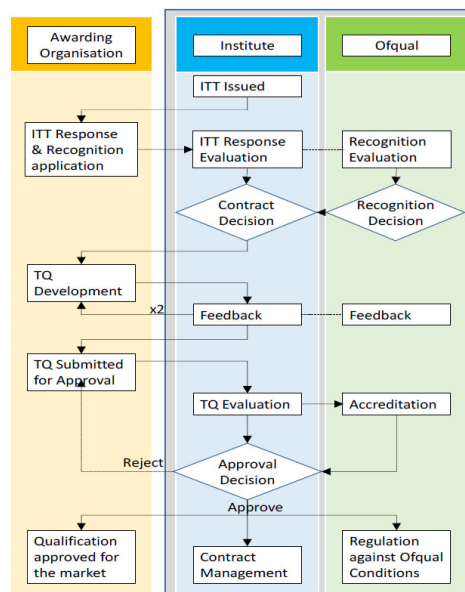 Awarding
Organisation
Institute
Ofqual
ITT Issued
ITT Response
& Recognition
application
ITT Response
Evaluation
Recognition
Evaluation
Contract
Decision
Recognition
Decision
TQ
Development
x2
Feedback
Feedback
TQ Submitted
for Approval
TQ Evaluation
Accreditation
Reject
Approval
Decision
Approve
Qualification
approved for
the market
Contract
Management
Regulation
against Ofqual
Conditions